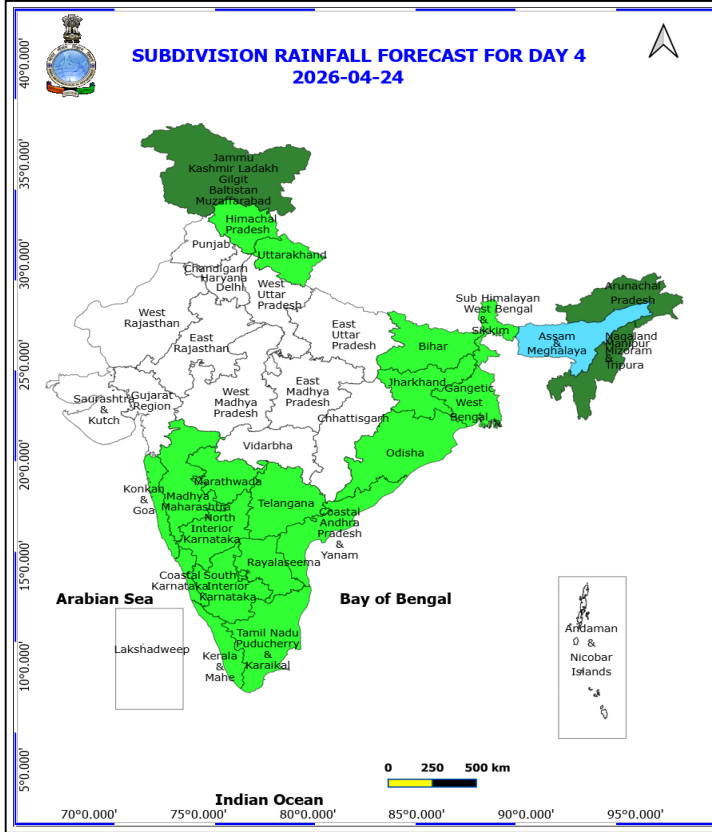 SUBDIVISION RAINFALL FORECAST FOR DAY 4
2026-04-24
40°0.000'
35°0.000'
30°0.000'
25°0.000'
20°0.000'
15°0.000'
10°0.000'
5°0.000'
Jammu
Kashmir Ladakh
Gilgit
Baltistan
Muzaffarabad
Himachal
Pradesh
Punjab
Uttarakhand
Chandigarh
Haryana
Delhi
West
Uttar
Pradesh
West
Rajasthan
East
Rajasthan
East
Uttar
Pradesh
Sub Himalayan
West Bengal
&
Sikkim
Arunachal
Pradesh
Assam
&
Meghalaya
Nagaland
Manipur
Mizoram
&
Tripura
Bihar
Jharkhand
Gangetic
West
Bengal
Saurashtra
&
Kutch
Gujarat
Region
West
Madhya
Pradesh
East
Madhya
Pradesh
Chhattisgarh
Vidarbha
Odisha
Konkan
&
Goa
Marathwada
Madhya
Maharashtra
Telangana
North
Interior
Karnataka
Coastal
Andhra
Pradesh
&
Yanam
Rayalaseema
Coastal
Karnataka
South
Interior
Karnataka
Arabian Sea
Bay of Bengal
Lakshadweep
Kerala
&
Mahe
Tamil Nadu
Puducherry
&
Karaikal
Andaman
&
Nicobar
Islands
0 250 500 km
Indian Ocean
70°0.000' 75°0.000' 80°0.000' 85°0.000' 90°0.000' 95°0.000'